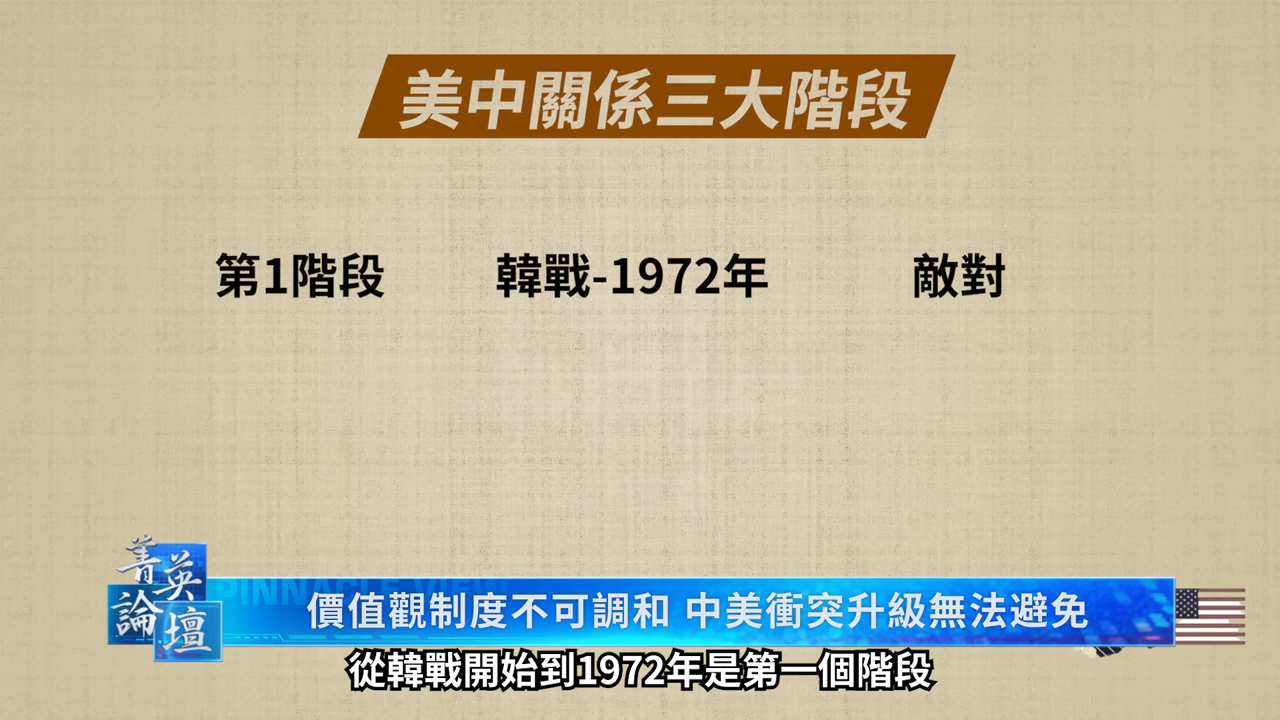 美中關係三大階段
第1階段 韓戰-1972年 敵對
菁英論壇
PINNACLE VIEW
價值觀制度不可調和 中美衝突升級無法避免
從韓戰開始到1972年是第一個階段